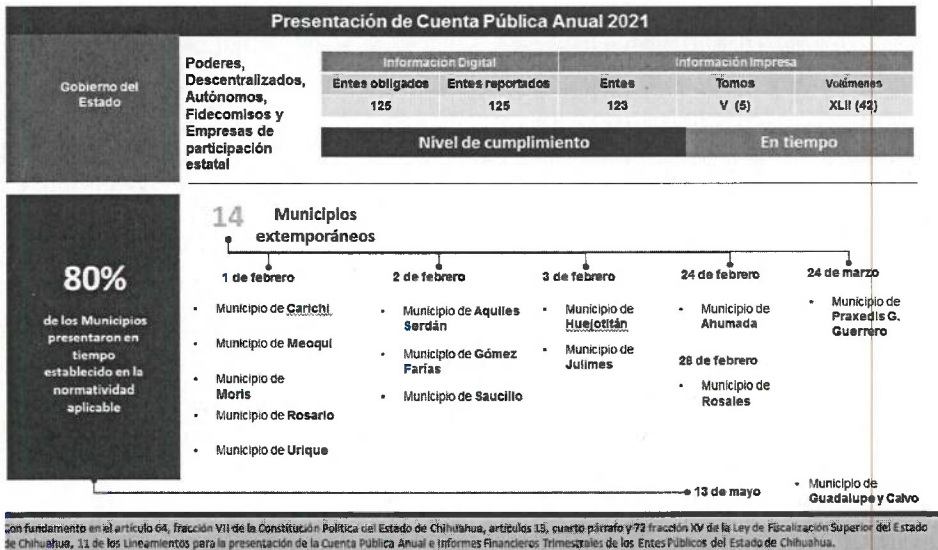 Presentación de Cuenta Pública Anual 2021
Gobierno del
Estado
Poderes,
Descentralizados,
Autónomos,
Fidecomisos y
Empresas de
participación
estatal
Información Digital
Información Impresa
Entes obligados
Entes reportados
Entes
Tomos
Volúmenes
125
125
123
V (5)
XLII (42)
Nivel de cumplimiento
En tiempo
80%
de los Municipios
presentaron en
tiempo
establecido en la
normatividad
aplicable
14 Municipios
extemporáneos
1 de febrero
• Municipio de Carichi
• Municipio de Meoqui
• Municipio de
Moris
• Municipio de Rosario
• Municipio de Urique
2 de febrero
• Municipio de Aquiles
Serdán
• Municipio de Gómez
Farías
• Municipio de Saucillo
3 de febrero
• Municipio de
Huejotitán
• Municipio de
Julimes
24 de febrero
• Municipio de
Ahumada
28 de febrero
• Municipio de
Rosales
24 de marzo
• Municipio de
Praxedis G.
Guerrero
13 de mayo
• Municipio de
Guadalupe y Calvo
Con fundamento en el artículo 64, fracción VII de la Constitución Política del Estado de Chihuahua, artículos 15, cuarto párrafo y 72 fracción XV de la Ley de Fiscalización Superior del Estado
de Chihuahua, 11 de los Lineamientos para la presentación de la Cuenta Pública Anual e Informes Financieros Trimestrales de los Entes Públicos del Estado de Chihuahua.